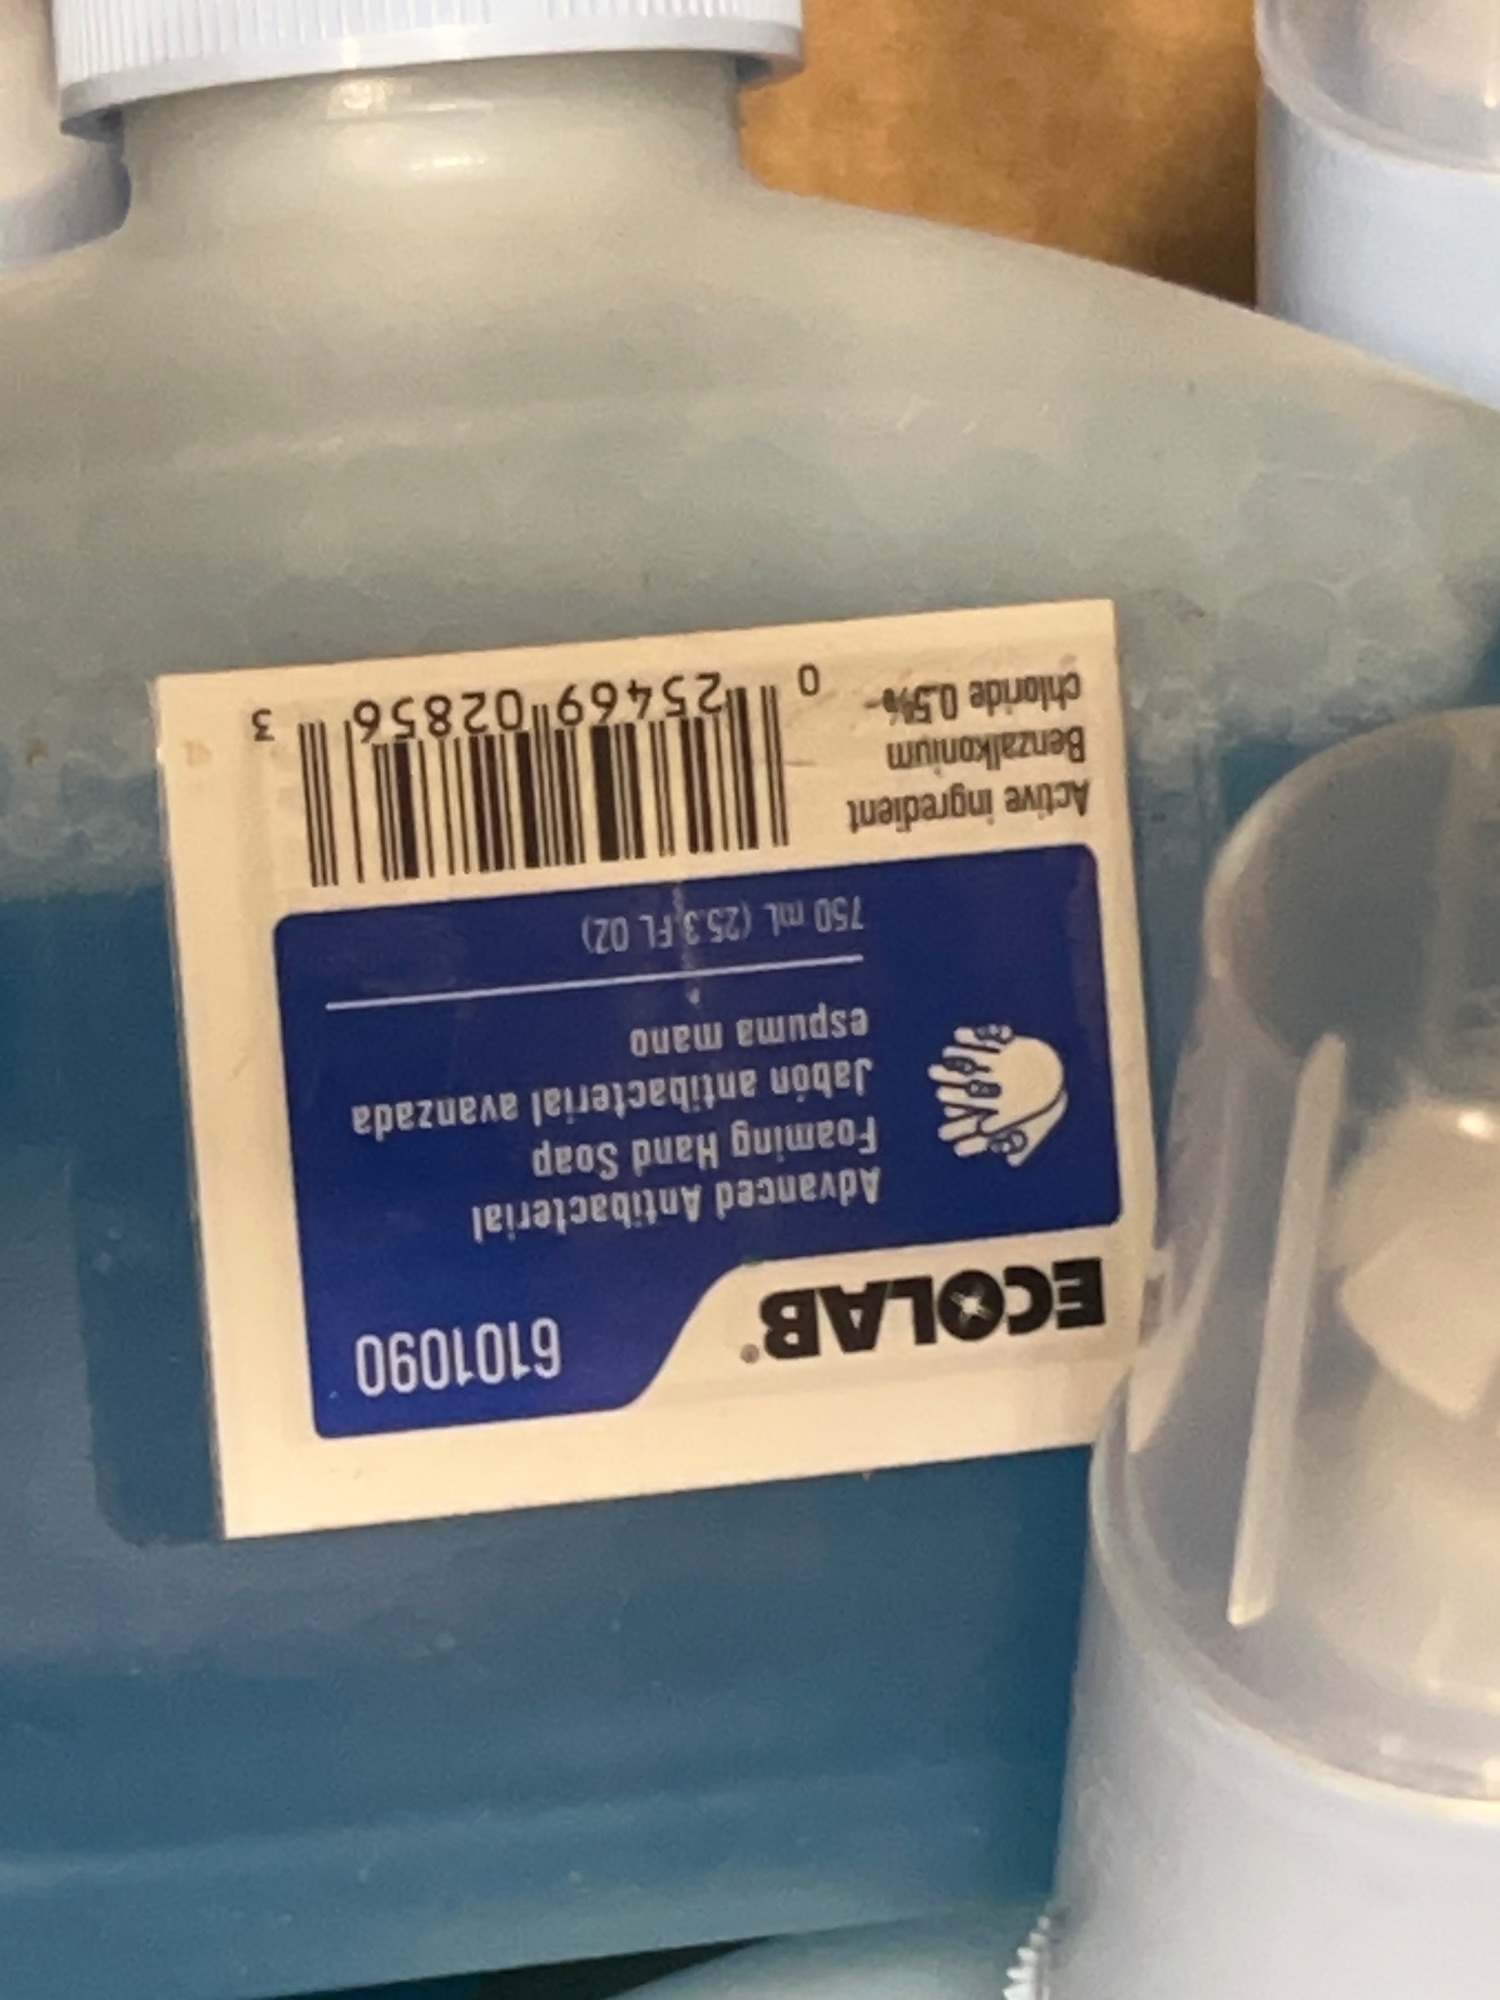 ECOLAB®
6101090
Advanced Antibacterial
Foaming Hand Soap
Jabón antibacterial avanzada
espuma mano
750 mL (25.3 FL OZ)
Active ingredient
Benzalkonium
chloride 0.5%
0 25469 02856 3